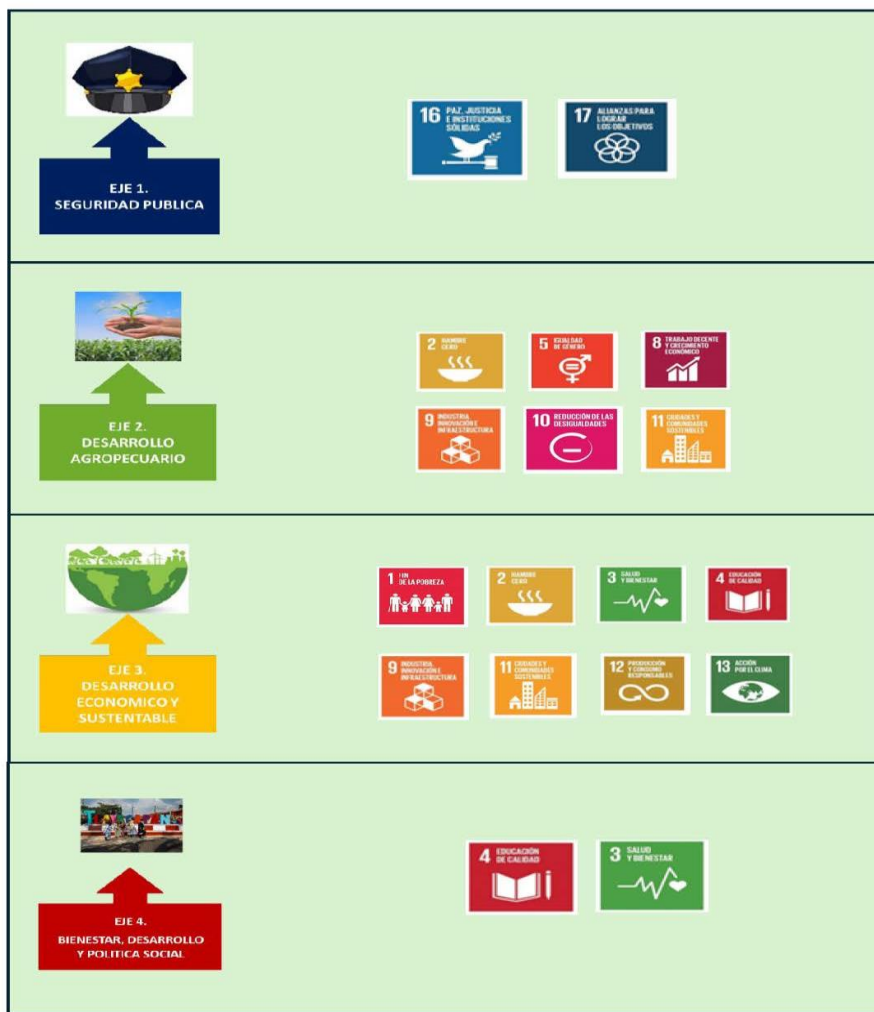 16 PAZ, JUSTICIA
E INSTITUCIONES
SÓLIDAS
17 ALIANZAS PARA
LOGRAR
LOS OBJETIVOS
EJE 1.
SEGURIDAD PUBLICA
2 HAMBRE
CERO
5 IGUALDAD
DE GÉNERO
8 TRABAJO DECENTE
Y CRECIMIENTO
ECONÓMICO
9 INDUSTRIA,
INNOVACIÓN E
INFRAESTRUCTURA
10 REDUCCIÓN DE LAS
DESIGUALDADES
11 CIUDADES Y
COMUNIDADES
SOSTENIBLES
EJE 2.
DESARROLLO
AGROPECUARIO
1 FIN
DE LA POBREZA
2 HAMBRE
CERO
3 SALUD
Y BIENESTAR
4 EDUCACIÓN
DE CALIDAD
9 INDUSTRIA,
INNOVACIÓN E
INFRAESTRUCTURA
11 CIUDADES Y
COMUNIDADES
SOSTENIBLES
12 PRODUCCIÓN
Y CONSUMO
RESPONSABLES
13 ACCIÓN
POR EL CLIMA
EJE 3.
DESARROLLO
ECONOMICO Y
SUSTENTABLE
4 EDUCACIÓN
DE CALIDAD
3 SALUD
Y BIENESTAR
EJE 4.
BIENESTAR, DESARROLLO
Y POLITICA SOCIAL